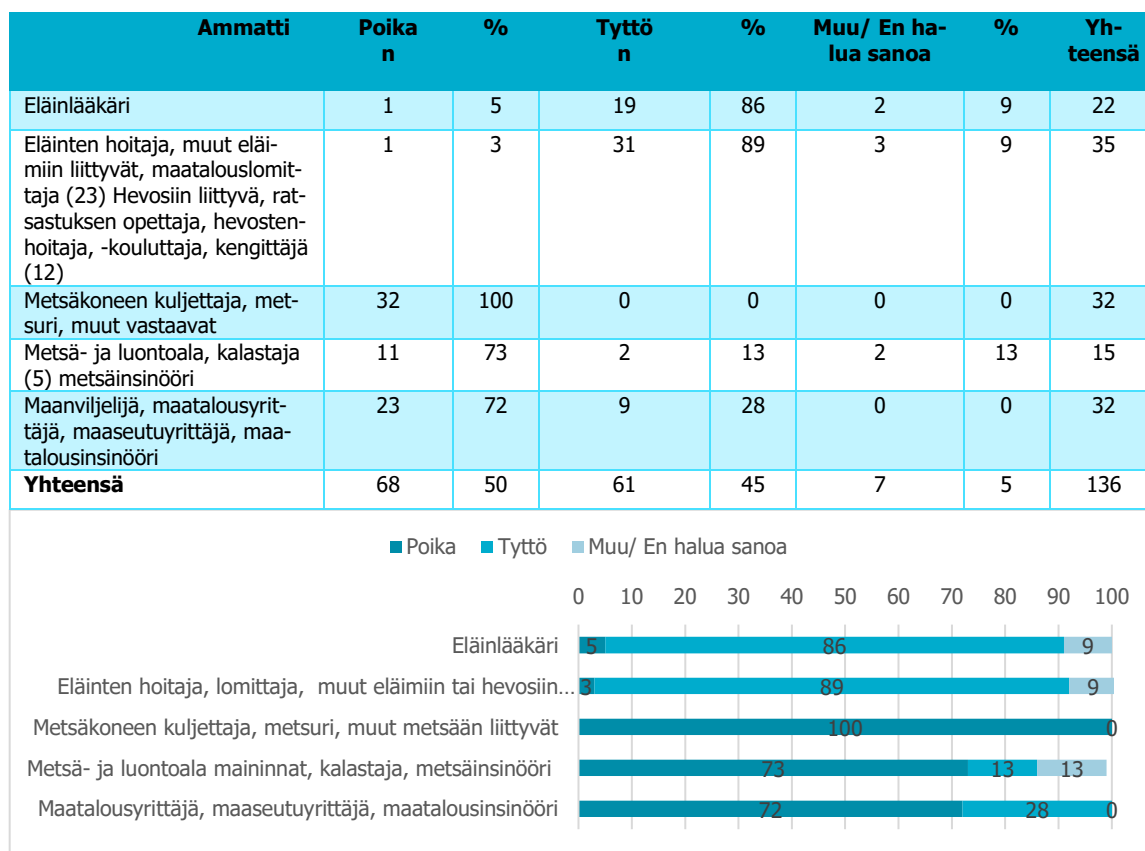 Ammatti Poika n % Tyttö n % Muu/ En ha-lua sanoa % Yh-teensä
Eläinlääkäri 1 5 19 86 2 9 22
Eläinten hoitaja, muut eläi-
miin liittyvät, maatalouslomit-
taja (23) Hevosiin liittyvä, rat-
sastuksen opettaja, hevosten-
hoitaja, -kouluttaja, kengittäjä
(12) 1 3 31 89 3 9 35
Metsäkoneen kuljettaja, met-
suri, muut vastaavat 32 100 0 0 0 0 32
Metsä- ja luontoala, kalastaja
(5) metsäinsinööri 11 73 2 13 2 13 15
Maanviljelijä, maatalousyrit-
täjä, maaseutuyrittäjä, maa-
talousinsinööri 23 72 9 28 0 0 32
Yhteensä 68 50 61 45 7 5 136
Poika Tyttö Muu/ En halua sanoa
0 10 20 30 40 50 60 70 80 90 100
Eläinlääkäri 5 86 9
Eläinten hoitaja, lomittaja, muut eläimiin tai hevosiin… 3 89 9
Metsäkoneen kuljettaja, metsuri, muut metsään liittyvät 100 0
Metsä- ja luontoala maininnat, kalastaja, metsäinsinööri 73 13 13
Maatalousyrittäjä, maaseutuyrittäjä, maatalousinsinööri 72 28 0